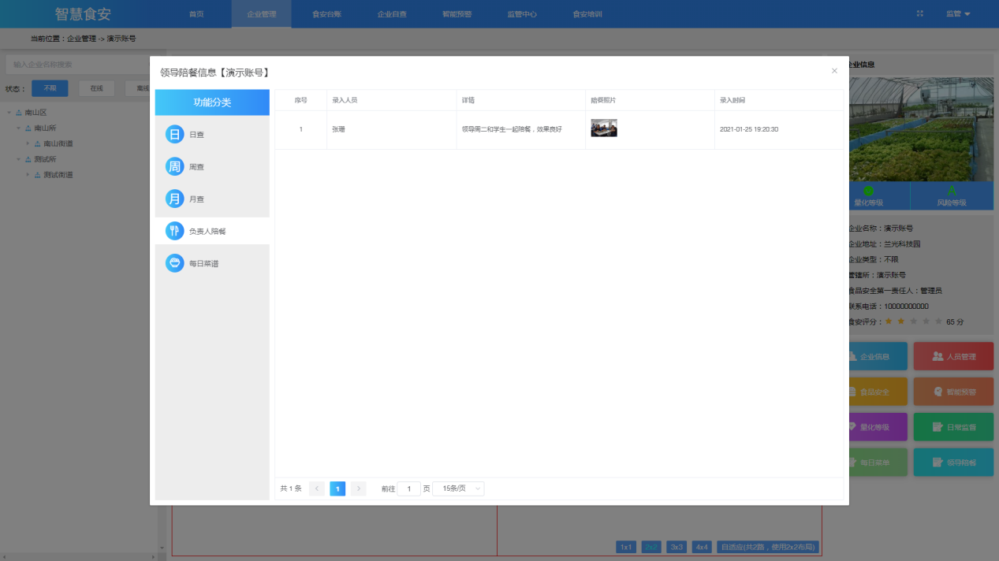 智慧食安
首页
企业管理
食安台账
企业自查
智能预警
监管中心
食安培训
监管
当前位置：企业管理 -> 演示账号
输入企业名称搜索
状态：
不限
在线
离线
南山区
南山所
南山街道
测试所
测试街道
领导陪餐信息【演示账号】
功能分类
日 日查
周 周查
月 月查
负责人陪餐
每日菜谱
序号 录入人员 详情 陪餐照片 录入时间
1 张珊 领导周二和学生一起陪餐，效果良好 2021-01-25 19:20:30
共 1 条
1
前往 1 页
15条/页
企业信息
量化等级
A
风险等级
企业名称：演示账号
企业地址：兰光科技园
企业类型：不限
管辖所：演示账号
食品安全第一责任人：管理员
联系电话：10000000000
食安评分： 65 分
企业信息
人员管理
食品安全
智能预警
量化等级
日常监督
每日菜单
领导陪餐
1x1
2x2
3x3
4x4
自适应(共2路，使用2x2布局)